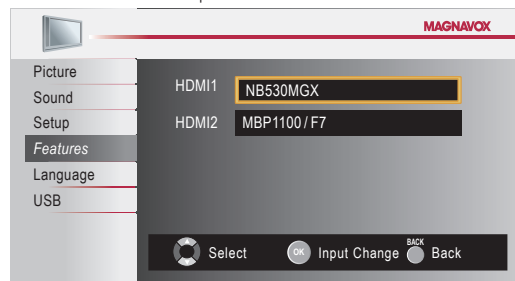 MAGNAVOX
Picture
Sound
Setup
Features
Language
USB
HDMI1 NB530MGX
HDMI2 MBP1100 / F7
Select OK Input Change BACK Back